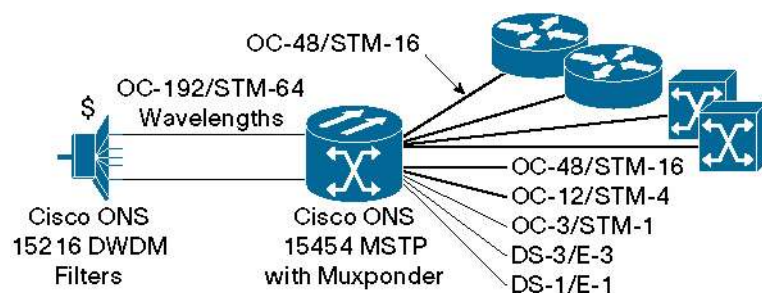 OC-48/STM-16
$
OC-192/STM-64
Wavelengths
Cisco ONS
15216 DWDM
Filters
Cisco ONS
15454 MSTP
with Muxponder
OC-48/STM-16
OC-12/STM-4
OC-3/STM-1
DS-3/E-3
DS-1/E-1